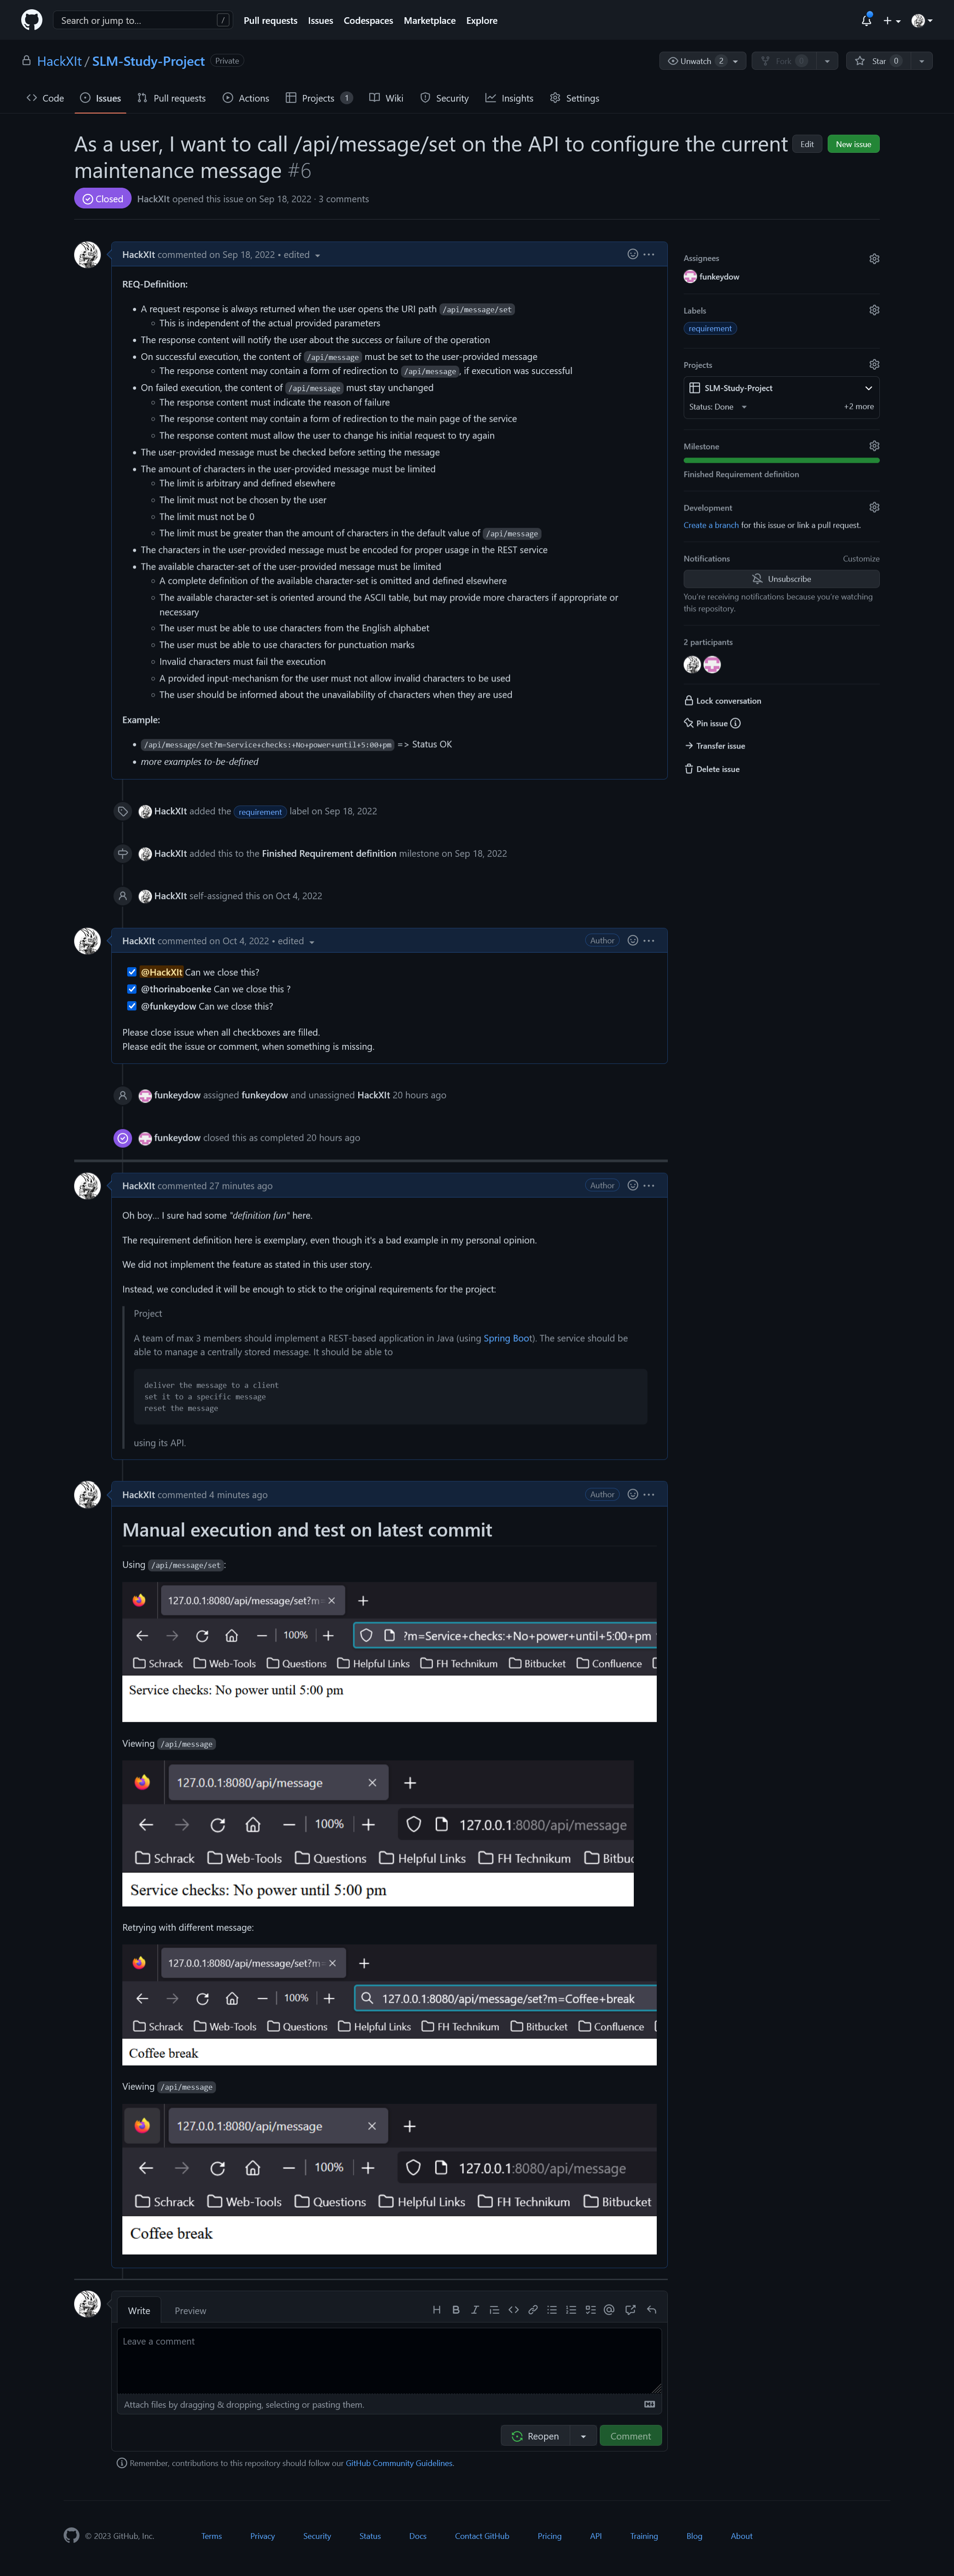 Search or jump to...
/
Pull requests
Issues
Codespaces
Marketplace
Explore
HackXIt / SLM-Study-Project
Private
Unwatch 2
Fork 0
Star 0
Code
Issues
Pull requests
Actions
Projects 1
Wiki
Security
Insights
Settings
As a user, I want to call /api/message/set on the API to configure the current
maintenance message #6
Edit
New issue
Closed
HackXIt opened this issue on Sep 18, 2022 · 3 comments
HackXIt commented on Sep 18, 2022 • edited
REQ-Definition:
• A request response is always returned when the user opens the URI path /api/message/set
◦ This is independent of the actual provided parameters
• The response content will notify the user about the success or failure of the operation
• On successful execution, the content of /api/message must be set to the user-provided message
◦ The response content may contain a form of redirection to /api/message, if execution was successful
• On failed execution, the content of /api/message must stay unchanged
◦ The response content must indicate the reason of failure
◦ The response content may contain a form of redirection to the main page of the service
◦ The response content must allow the user to change his initial request to try again
• The user-provided message must be checked before setting the message
• The amount of characters in the user-provided message must be limited
◦ The limit is arbitrary and defined elsewhere
◦ The limit must not be chosen by the user
◦ The limit must not be 0
◦ The limit must be greater than the amount of characters in the default value of /api/message
• The characters in the user-provided message must be encoded for proper usage in the REST service
• The available character-set of the user-provided message must be limited
◦ A complete definition of the available character-set is omitted and defined elsewhere
◦ The available character-set is oriented around the ASCII table, but may provide more characters if appropriate or
necessary
◦ The user must be able to use characters from the English alphabet
◦ The user must be able to use characters for punctuation marks
◦ Invalid characters must fail the execution
◦ A provided input-mechanism for the user must not allow invalid characters to be used
◦ The user should be informed about the unavailability of characters when they are used
Example:
• /api/message/set?m=Service+checks:+No+power+until+5:00+pm => Status OK
• more examples to-be-defined
Assignees
funkeydow
Labels
requirement
Projects
SLM-Study-Project
Status: Done
+2 more
Milestone
Finished Requirement definition
Development
Create a branch for this issue or link a pull request.
Notifications
Customize
Unsubscribe
You're receiving notifications because you're watching
this repository.
2 participants
Lock conversation
Pin issue
Transfer issue
Delete issue
HackXIt added the requirement label on Sep 18, 2022
HackXIt added this to the Finished Requirement definition milestone on Sep 18, 2022
HackXIt self-assigned this on Oct 4, 2022
HackXIt commented on Oct 4, 2022 • edited
Author
@HackXIt Can we close this?
@thorinaboenke Can we close this ?
@funkeydow Can we close this?
Please close issue when all checkboxes are filled.
Please edit the issue or comment, when something is missing.
funkeydow assigned funkeydow and unassigned HackXIt 20 hours ago
funkeydow closed this as completed 20 hours ago
HackXIt commented 27 minutes ago
Author
Oh boy... I sure had some "definition fun" here.
The requirement definition here is exemplary, even though it's a bad example in my personal opinion.
We did not implement the feature as stated in this user story.
Instead, we concluded it will be enough to stick to the original requirements for the project:
Project
A team of max 3 members should implement a REST-based application in Java (using Spring Boot). The service should be
able to manage a centrally stored message. It should be able to
deliver the message to a client
set it to a specific message
reset the message
using its API.
HackXIt commented 4 minutes ago
Author
Manual execution and test on latest commit
Using /api/message/set:
127.0.0.1:8080/api/message/set?m=
100%
?m=Service+checks:+No+power+until+5:00+pm
Schrack
Web-Tools
Questions
Helpful Links
FH Technikum
Bitbucket
Confluence
Service checks: No power until 5:00 pm
Viewing /api/message
127.0.0.1:8080/api/message
100%
127.0.0.1:8080/api/message
Schrack
Web-Tools
Questions
Helpful Links
FH Technikum
Bitbuc
Service checks: No power until 5:00 pm
Retrying with different message:
127.0.0.1:8080/api/message/set?m=
100%
127.0.0.1:8080/api/message/set?m=Coffee+break
Schrack
Web-Tools
Questions
Helpful Links
FH Technikum
Bitbucket
Confluence
Coffee break
Viewing /api/message
127.0.0.1:8080/api/message
100%
127.0.0.1:8080/api/message
Schrack
Web-Tools
Questions
Helpful Links
FH Technikum
Bitbucket
Coffee break
Write
Preview
Leave a comment
Attach files by dragging & dropping, selecting or pasting them.
Reopen
Comment
Remember, contributions to this repository should follow our GitHub Community Guidelines.
© 2023 GitHub, Inc.
Terms
Privacy
Security
Status
Docs
Contact GitHub
Pricing
API
Training
Blog
About